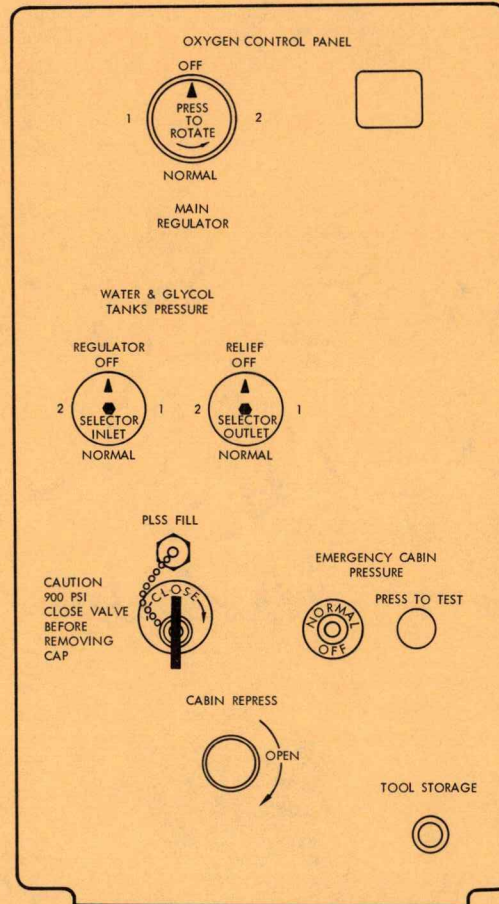 OXYGEN CONTROL PANEL
OFF
PRESS
TO
ROTATE
1
2
NORMAL
MAIN
REGULATOR
WATER & GLYCOL
TANKS PRESSURE
REGULATOR
OFF
2
1
SELECTOR
INLET
NORMAL
RELIEF
OFF
2
1
SELECTOR
OUTLET
NORMAL
PLSS FILL
CLOSE
CAUTION
900 PSI
CLOSE VALVE
BEFORE
REMOVING
CAP
EMERGENCY CABIN
PRESSURE
NORMAL
OFF
PRESS TO TEST
CABIN REPRESS
OPEN
TOOL STORAGE